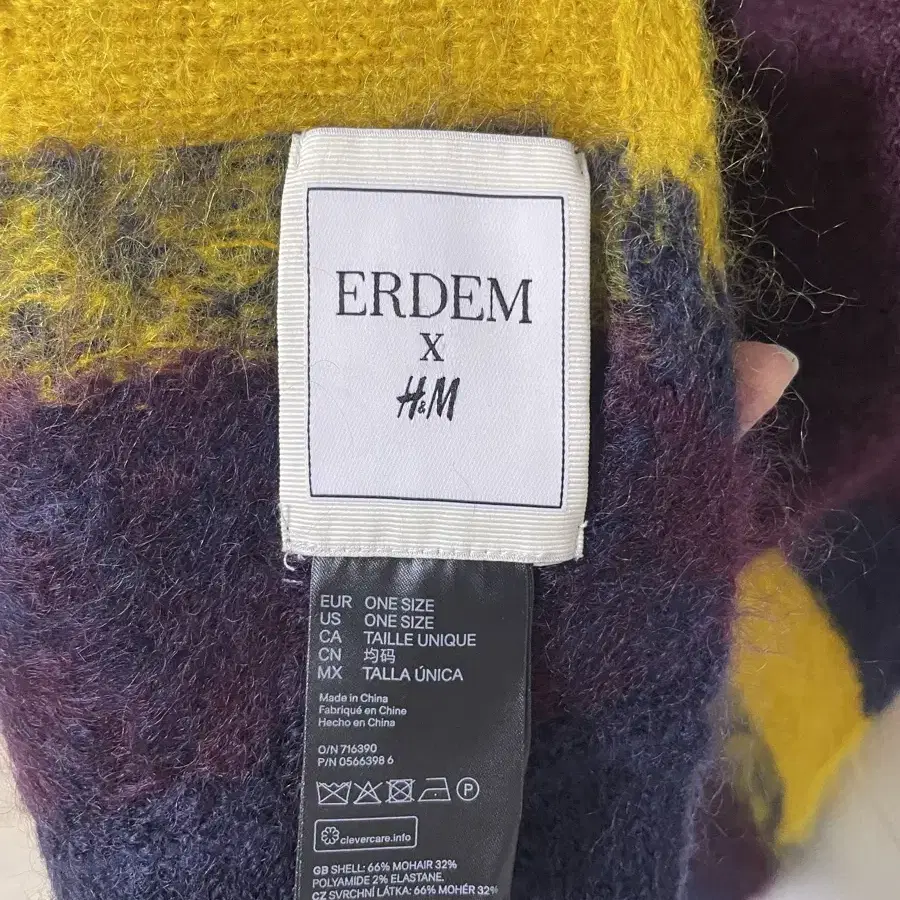 ERDEM
X
H&M
EUR ONE SIZE
US ONE SIZE
CA TAILLE UNIQUE
CN 均码
MX TALLA ÚNICA
Made in China
Fabriqué en Chine
Hecho en China
O/N 716390
P/N 0566398 6
P
clevercare.info
GB SHELL: 66% MOHAIR 32%
POLYAMIDE 2% ELASTANE.
CZ SVRCHNÍ LÁTKA: 66% MOHÉR 32%